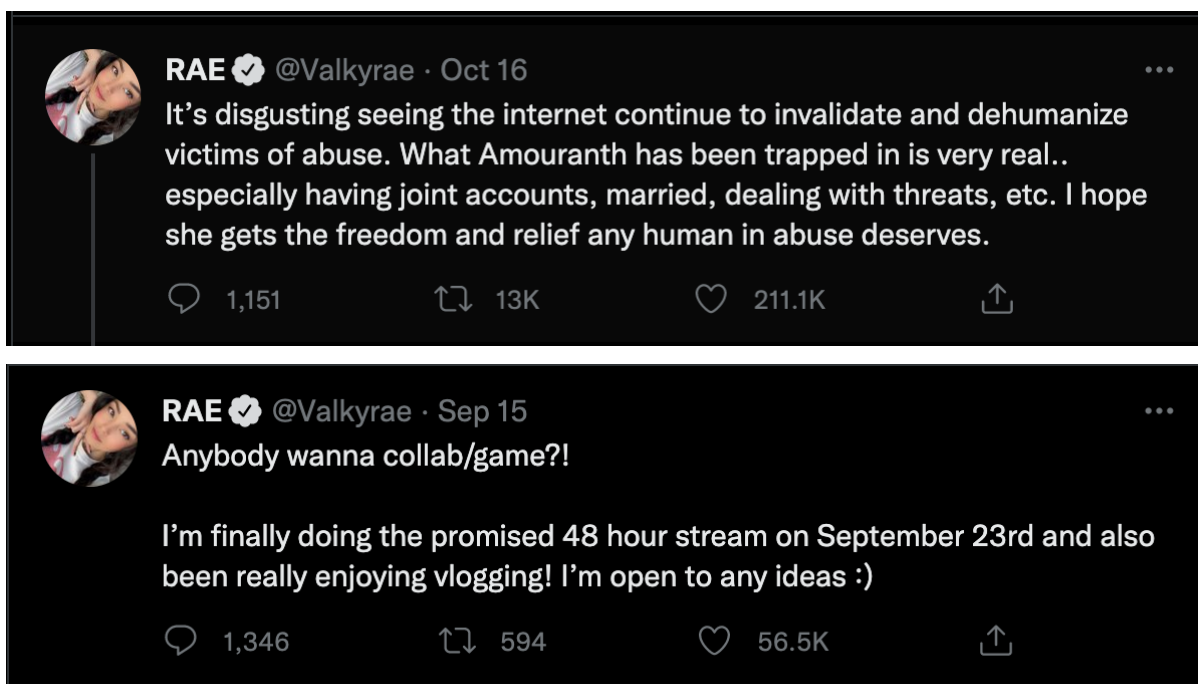 RAE @Valkyrae · Oct 16
It’s disgusting seeing the internet continue to invalidate and dehumanize
victims of abuse. What Amouranth has been trapped in is very real..
especially having joint accounts, married, dealing with threats, etc. I hope
she gets the freedom and relief any human in abuse deserves.
1,151 13K 211.1K
RAE @Valkyrae · Sep 15
Anybody wanna collab/game?!
I’m finally doing the promised 48 hour stream on September 23rd and also
been really enjoying vlogging! I’m open to any ideas :)
1,346 594 56.5K